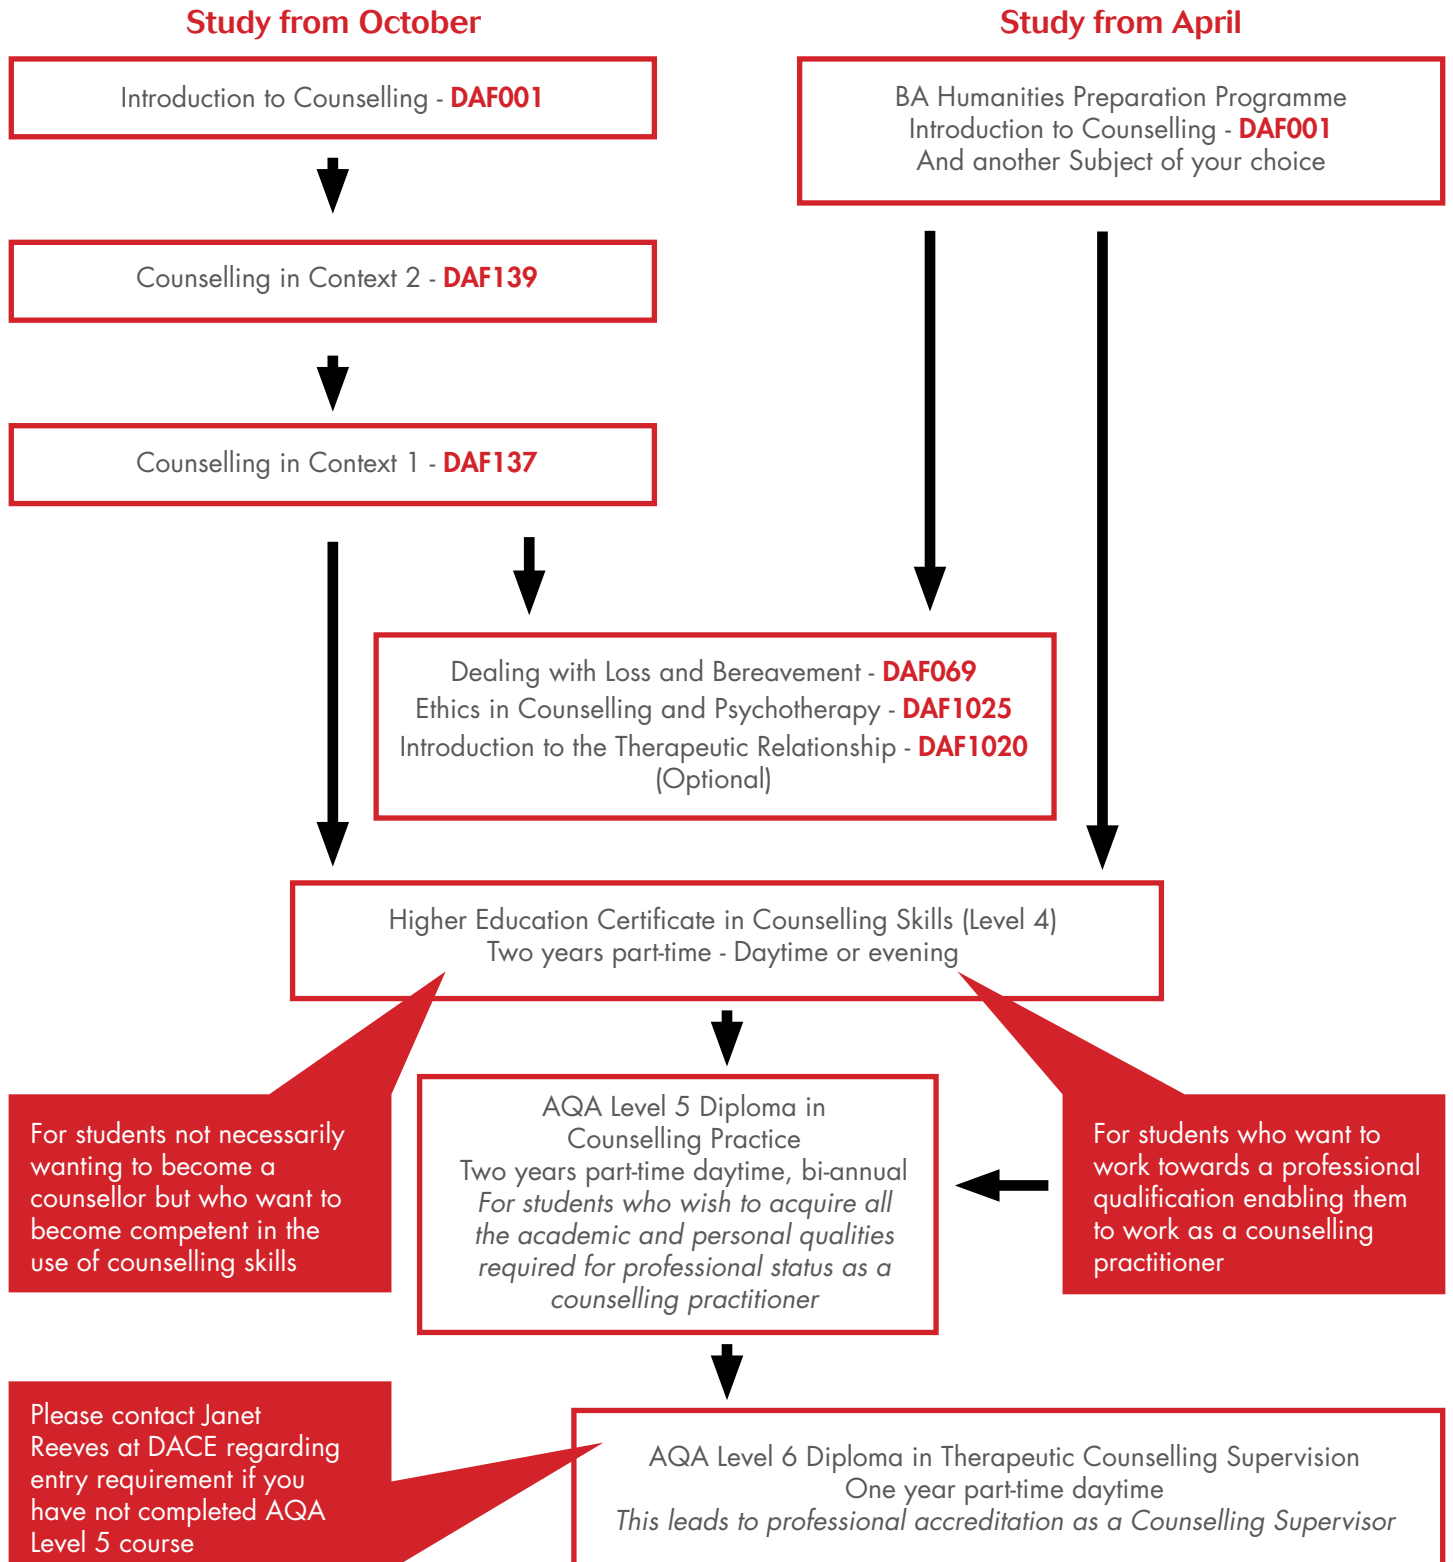 Study from October
Study from April
Introduction to Counselling - DAF001
BA Humanities Preparation Programme
Introduction to Counselling - DAF001
And another Subject of your choice
Counselling in Context 2 - DAF139
Counselling in Context 1 - DAF137
Dealing with Loss and Bereavement - DAF069
Ethics in Counselling and Psychotherapy - DAF1025
Introduction to the Therapeutic Relationship - DAF1020
(Optional)
Higher Education Certificate in Counselling Skills (Level 4)
Two years part-time - Daytime or evening
For students not necessarily
wanting to become a
counsellor but who want to
become competent in the
use of counselling skills
AQA Level 5 Diploma in
Counselling Practice
Two years part-time daytime, bi-annual
For students who wish to acquire all
the academic and personal qualities
required for professional status as a
counselling practitioner
For students who want to
work towards a professional
qualification enabling them
to work as a counselling
practitioner
Please contact Janet
Reeves at DACE regarding
entry requirement if you
have not completed AQA
Level 5 course
AQA Level 6 Diploma in Therapeutic Counselling Supervision
One year part-time daytime
This leads to professional accreditation as a Counselling Supervisor